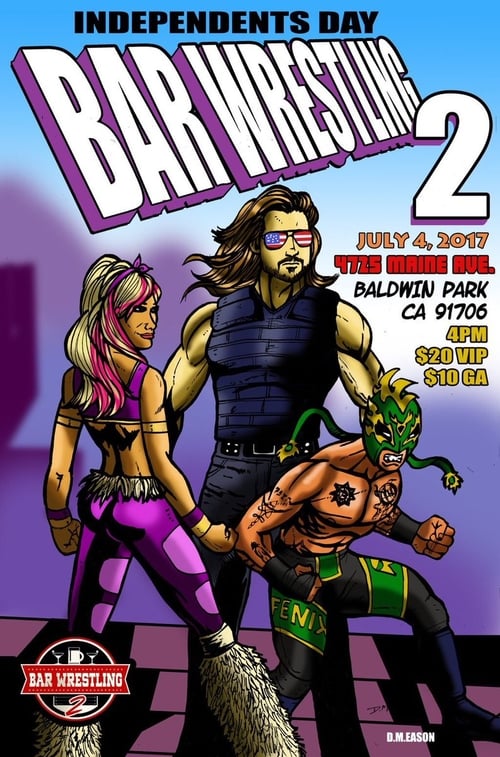 INDEPENDENTS DAY
BAR WRESTLING
2
JULY 4, 2017
4725 MAINE AVE.
BALDWIN PARK
CA 91706
4PM
$20 VIP
$10 GA
FENIX
BAR WRESTLING
2
D.M.EASON